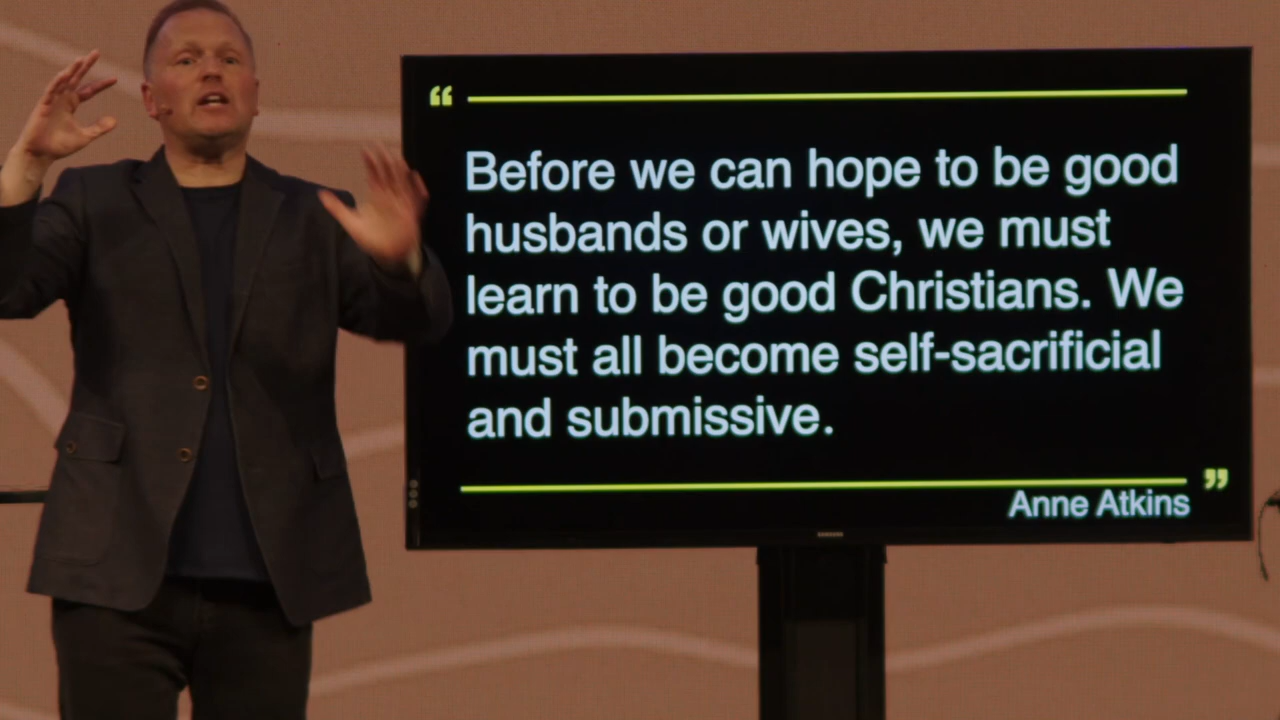 “
Before we can hope to be good
husbands or wives, we must
learn to be good Christians. We
must all become self-sacrificial
and submissive.
”
Anne Atkins
SAMSUNG